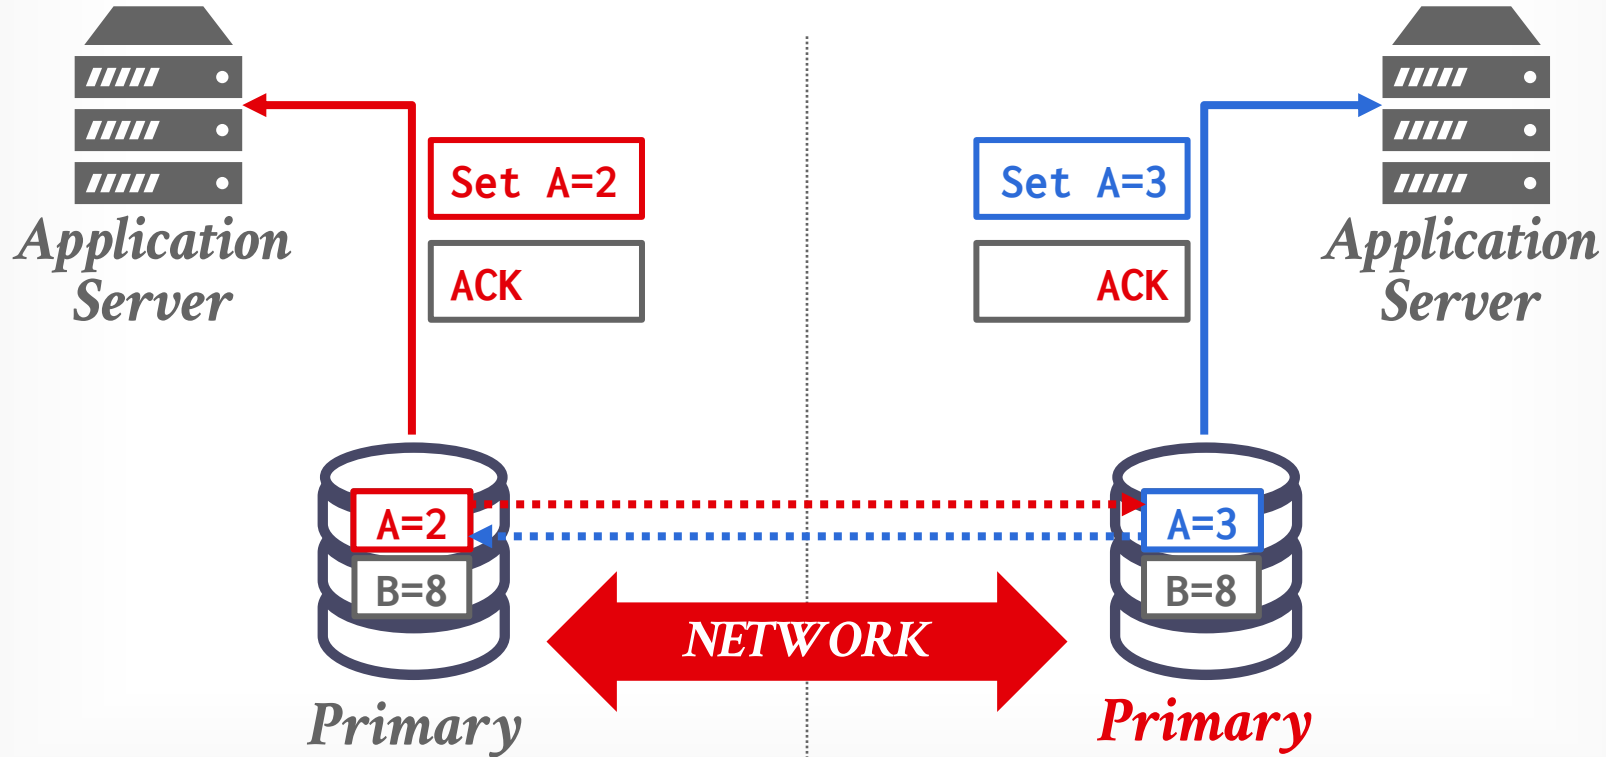 Set A=2
Set A=3
ACK
ACK
Application
Server
Application
Server
A=2
A=3
B=8
B=8
NETWORK
Primary
Primary